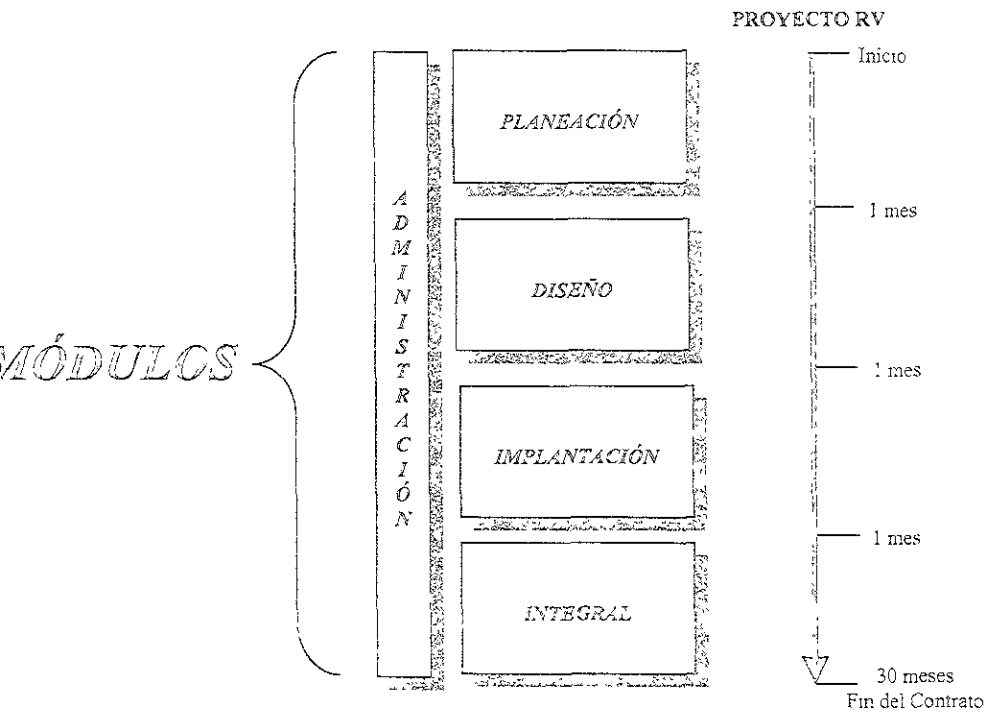 PROYECTO RV
Inicio
PLANEACIÓN
1 mes
ADMINISTRACIÓN
DISEÑO
MÓDULOS
1 mes
IMPLANTACIÓN
1 mes
INTEGRAL
30 meses
Fin del Contrato